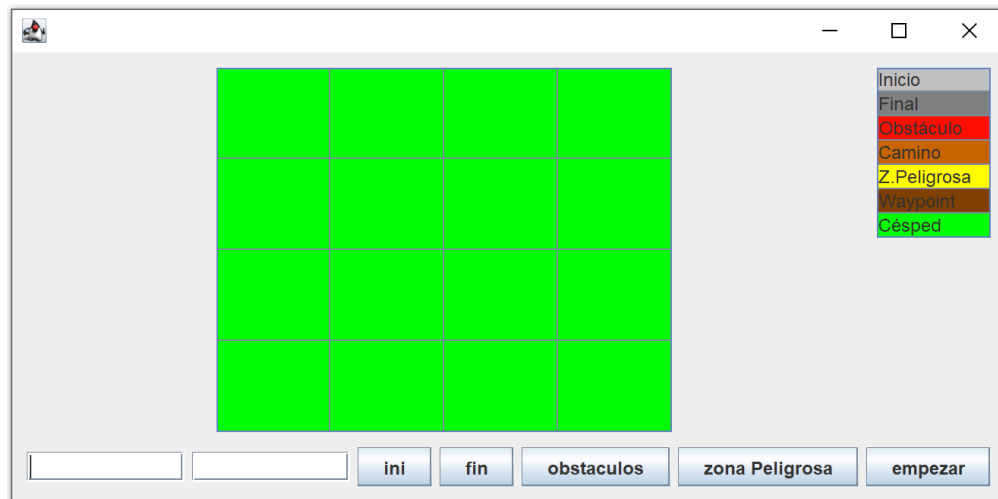 Inicio
Final
Obstáculo
Camino
Z.Peligrosa
Waypoint
Césped
ini fin obstaculos zona Peligrosa empezar